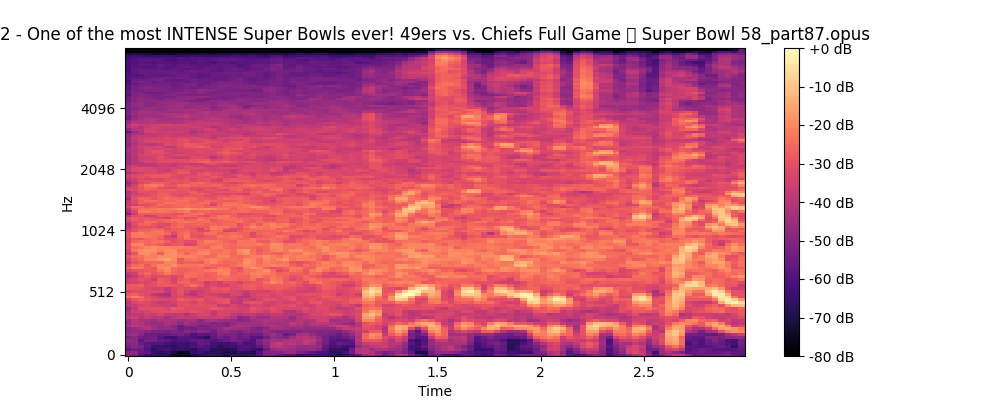 2 - One of the most INTENSE Super Bowls ever! 49ers vs. Chiefs Full Game  Super Bowl 58_part87.opus
+0 dB
4096
-10 dB
-20 dB
2048
-30 dB
Hz
-40 dB
1024
-50 dB
512
-60 dB
-70 dB
0
-80 dB
0
0.5
1
1.5
2
2.5
Time